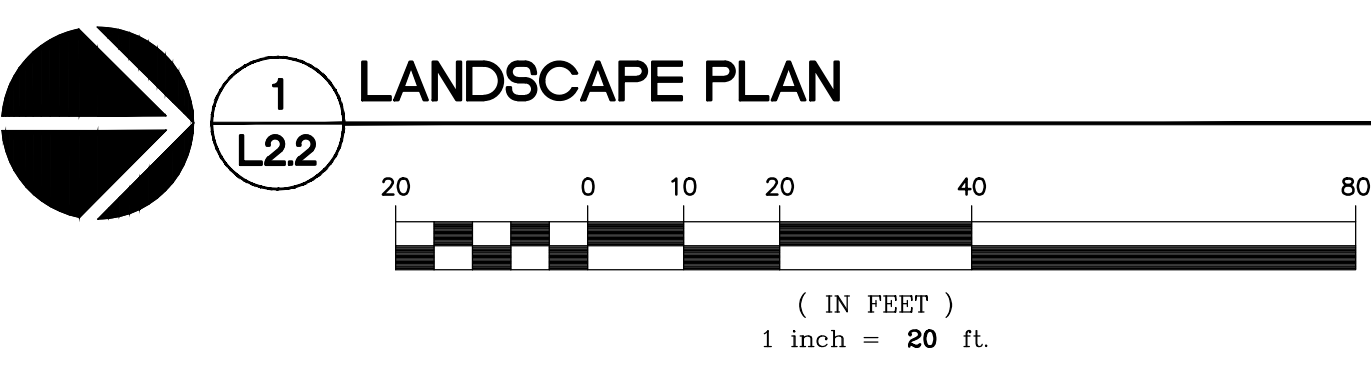 1
L2.2
LANDSCAPE PLAN
20 0 10 20 40 80
( IN FEET )
1 inch = 20 ft.